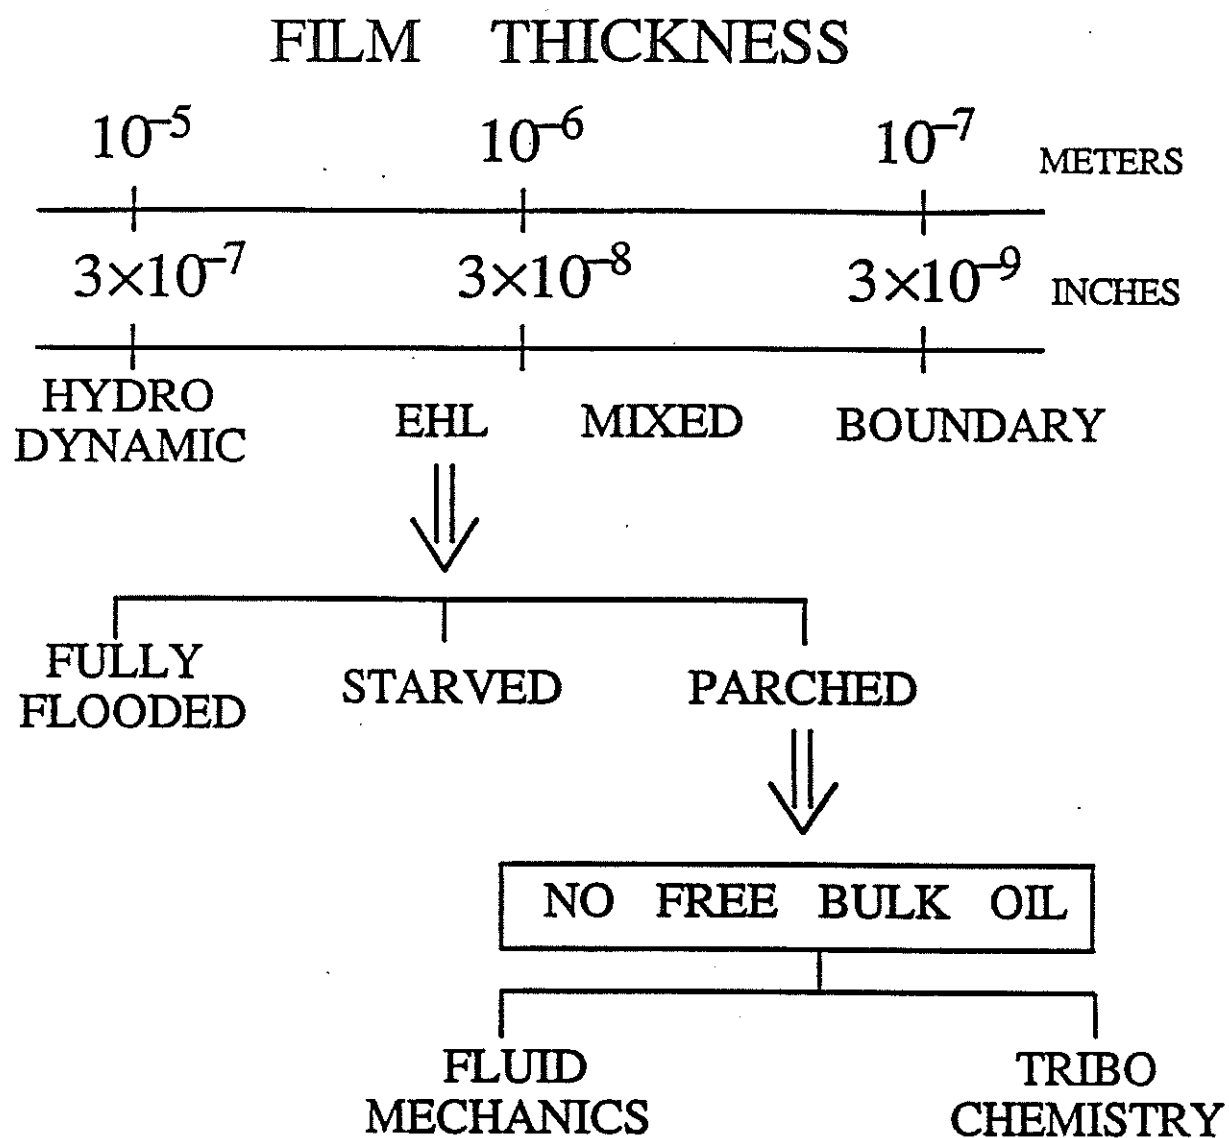 FILM THICKNESS
10⁻⁵ 10⁻⁶ 10⁻⁷ METERS
3×10⁻⁷ 3×10⁻⁸ 3×10⁻⁹ INCHES
HYDRO
DYNAMIC
EHL MIXED BOUNDARY
FULLY
FLOODED
STARVED PARCHED
NO FREE BULK OIL
FLUID
MECHANICS
TRIBO
CHEMISTRY